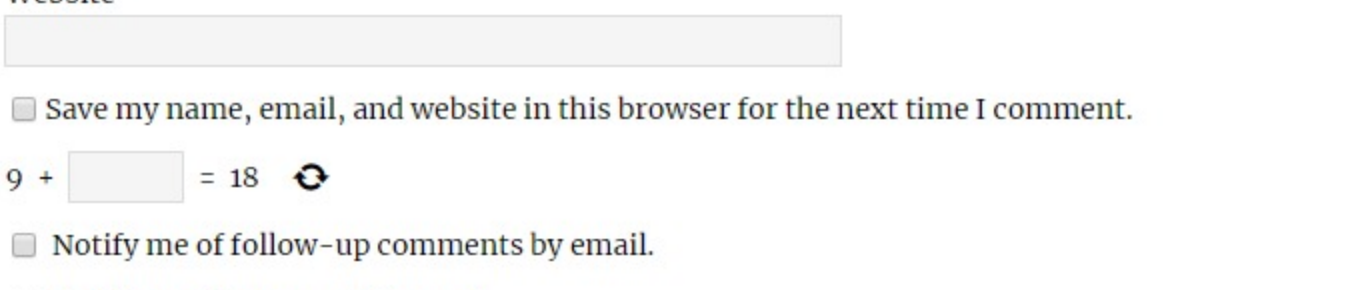 Website
Save my name, email, and website in this browser for the next time I comment.
9 + = 18
Notify me of follow-up comments by email.